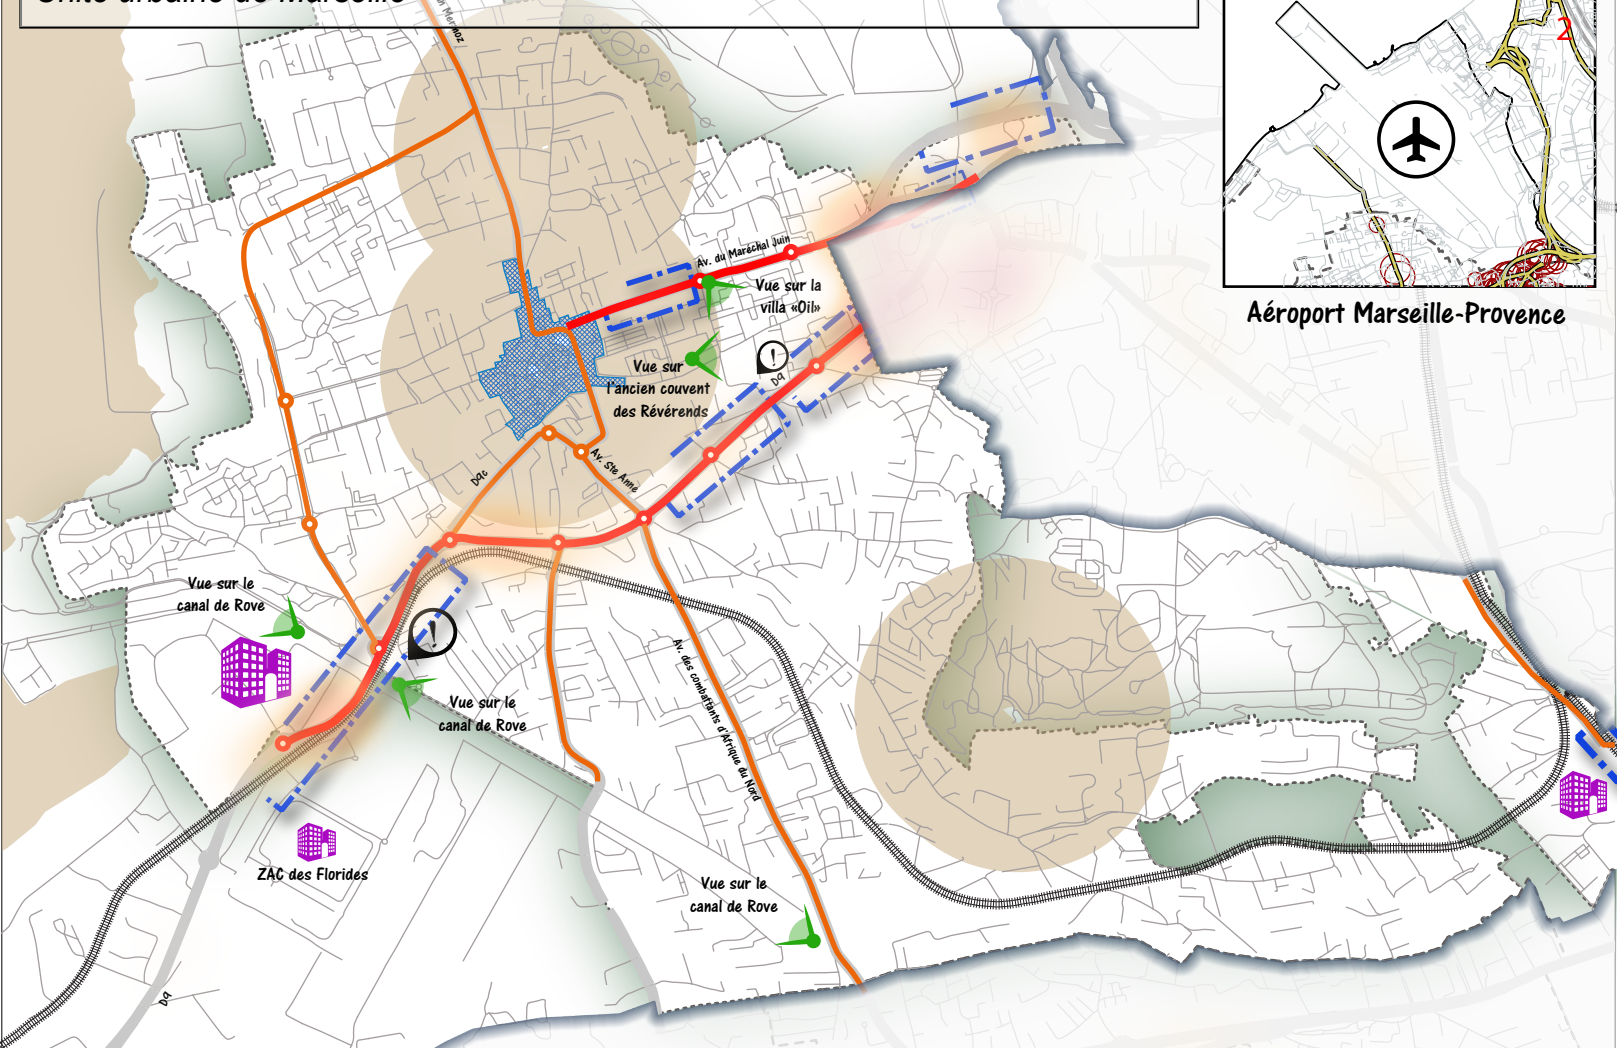 Unité urbaine de Marseille
Mermoz
2
Aéroport Marseille-Provence
Av. du Maréchal Juin
Vue sur la
villa «Oil»
!
D9
Vue sur
l'ancien couvent
des Révérends
D9c
Av. Ste Anne
Vue sur le
canal de Rove
!
Vue sur le
canal de Rove
Av. des combattants d'Afrique du Nord
ZAC des Florides
Vue sur le
canal de Rove
D9